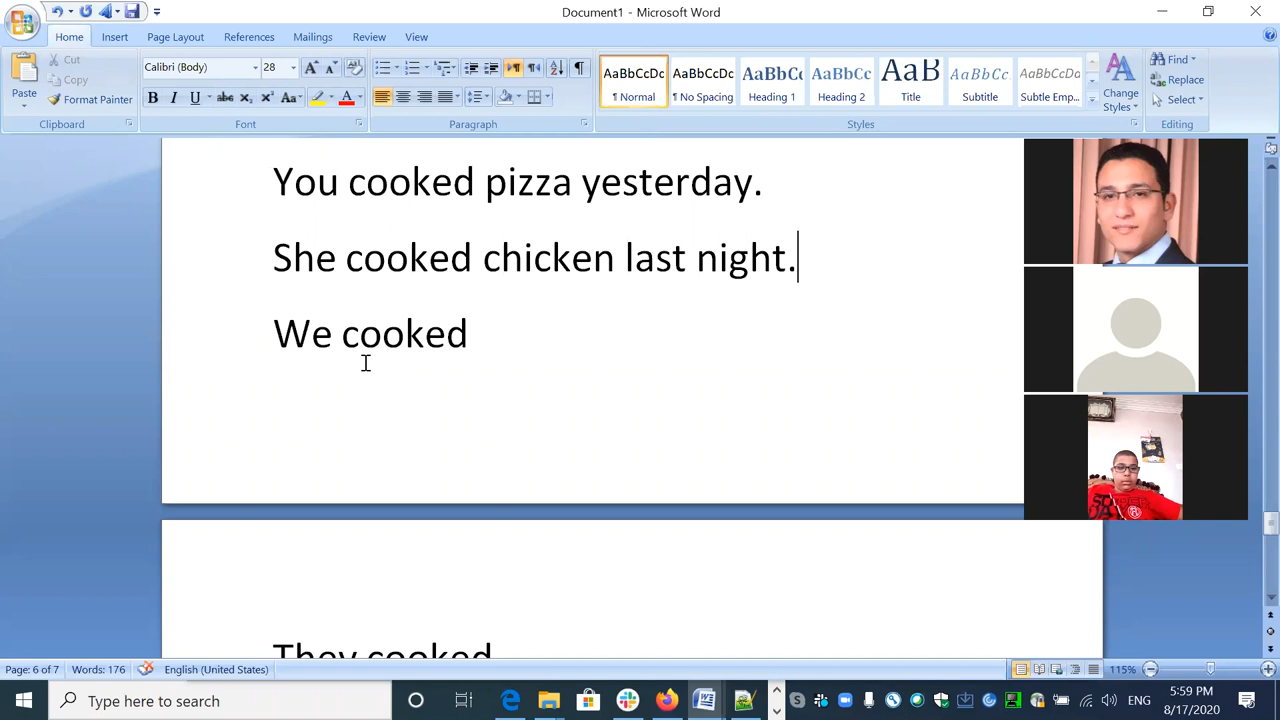 Document1 - Microsoft Word
Home Insert Page Layout References Mailings Review View
Paste
Cut
Copy
Format Painter
Clipboard
Calibri (Body) 28
Font
Paragraph
AaBbCcDc AaBbCcDc AaBbCc AaBbCc AaB AaBbCc. AaBbCcDc
¶ Normal ¶ No Spacing Heading 1 Heading 2 Title Subtitle Subtle Emp...
Change Styles
Styles
Find
Replace
Select
Editing
You cooked pizza yesterday.
She cooked chicken last night.
We cooked
They cooked
Page: 6 of 7 Words: 176 English (United States) 115%
Type here to search
ENG
5:59 PM
8/17/2020